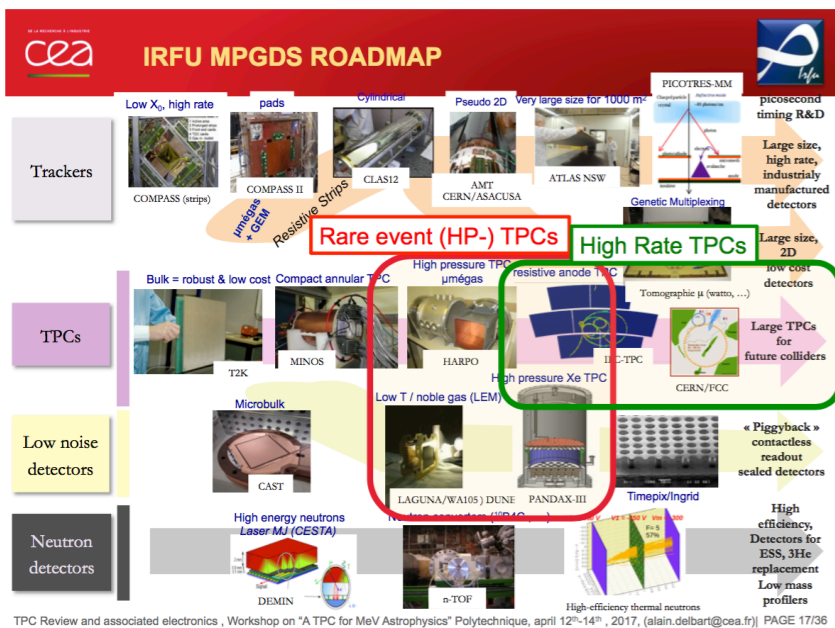 DE LA RECHERCHE À L'INDUSTRIE
cea
IRFU MPGDS ROADMAP
Irfu
Trackers
Low X₀, high rate
COMPASS (strips)
pads
COMPASS II
Cylindrical
CLAS12
Pseudo 2D
AMT
CERN/ASACUSA
Very large size for 1000 m²
ATLAS NSW
PICOTRES-MM
picosecond
timing R&D
Large size,
high rate,
industrialy
manufactured
detectors
µmégas
+ GEM
Resistive Strips
Genetic Multiplexing
Tomographie µ (watto, …)
Large size,
2D
low cost
detectors
Rare event (HP-) TPCs
High Rate TPCs
TPCs
Bulk = robust & low cost
T2K
Compact annular TPC
MINOS
High pressure TPC
µmégas
HARPO
resistive anode TPC
CERN/FCC
Large TPCs
for
future colliders
Low noise
detectors
Microbulk
CAST
Low T / noble gas (LEM)
LAGUNA/WA105) DUNE
High pressure Xe TPC
PANDAX-III
Timepix/Ingrid
« Piggyback »
contactless
readout
sealed detectors
Neutron
detectors
High energy neutrons
Laser MJ (CESTA)
DEMIN
n-TOF
F= 5
57%
High-efficiency thermal neutrons
High
efficiency,
Detectors for
ESS, 3He
replacement
Low mass
profilers
TPC Review and associated electronics , Workshop on "A TPC for MeV Astrophysics" Polytechnique, april 12th-14th , 2017, (alain.delbart@cea.fr)| PAGE 17/36